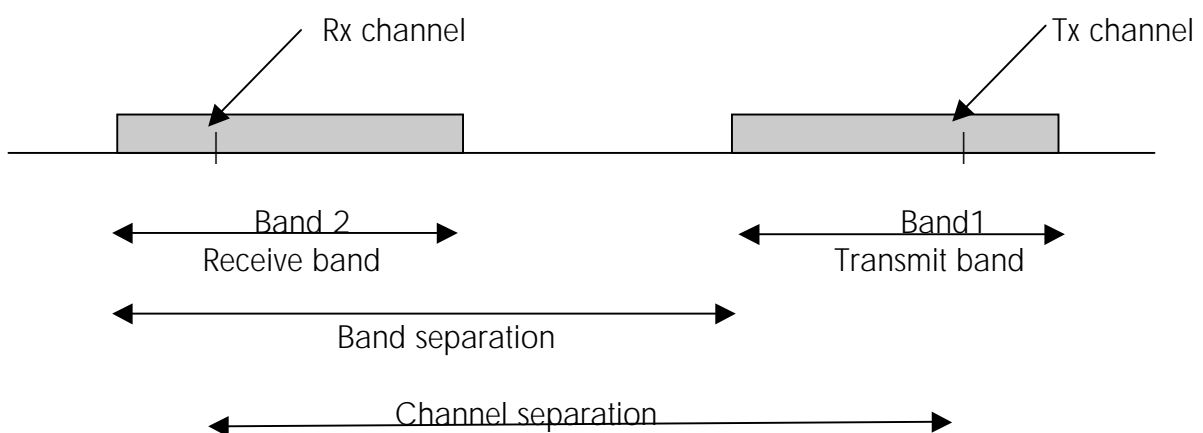 Rx channel
Tx channel
Band 2
Receive band
Band1
Transmit band
Band separation
Channel separation